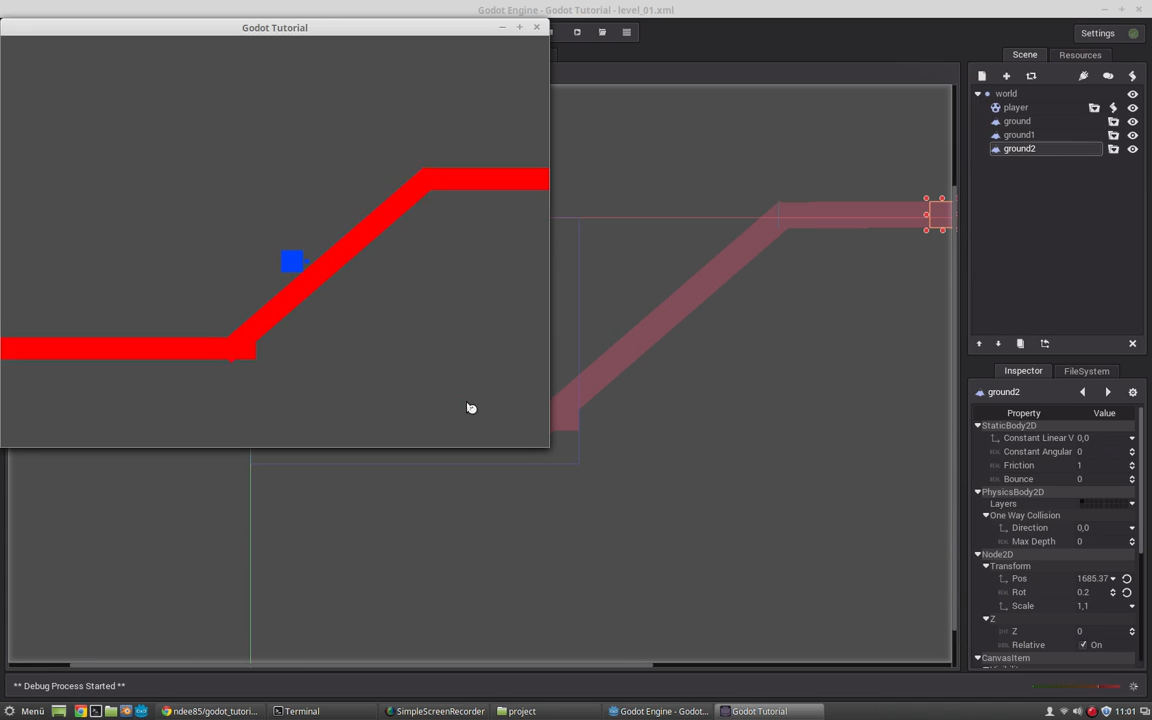 Godot Engine - Godot Tutorial - level_01.xml
Godot Tutorial
Settings
Scene
Resources
world
player
ground
ground1
ground2
Inspector
FileSystem
ground2
Property
Value
StaticBody2D
Constant Linear V
0,0
Constant Angular
0
Friction
1
Bounce
0
PhysicsBody2D
Layers
One Way Collision
Direction
0,0
Max Depth
0
Node2D
Transform
Pos
1685.37
Rot
0.2
Scale
1,1
Z
Z
0
Relative
On
CanvasItem
** Debug Process Started **
Menü
ndee85/godot_tutori...
Terminal
SimpleScreenRecorder
project
Godot Engine - Godot...
Godot Tutorial
11:01